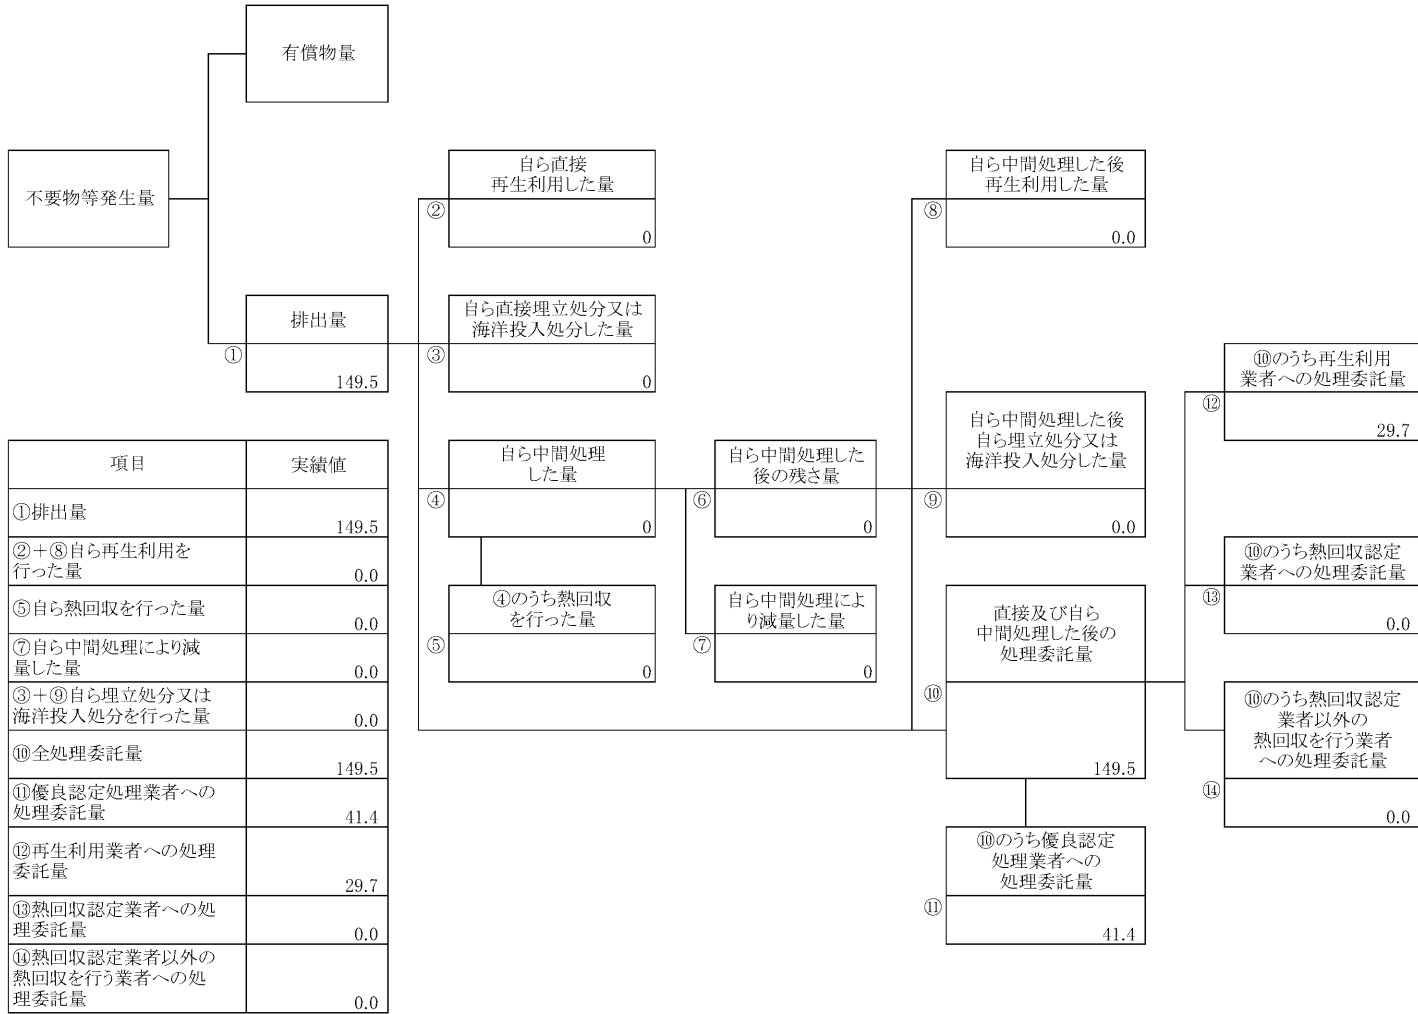 有償物量
不要物等発生量
自ら直接
再生利用した量
②
0
自ら中間処理した後
再生利用した量
⑧
0.0
排出量
①
149.5
自ら直接埋立処分又は
海洋投入処分した量
③
0
⑩のうち再生利用
業者への処理委託量
⑫
29.7
自ら中間処理
した量
④
0
自ら中間処理した
後の残さ量
⑥
0
自ら中間処理した後
自ら埋立処分又は
海洋投入処分した量
⑨
0.0
⑩のうち熱回収認定
業者への処理委託量
⑬
0.0
④のうち熱回収
を行った量
⑤
0
自ら中間処理によ
り減量した量
⑦
0
直接及び自ら
中間処理した後の
処理委託量
⑩
149.5
⑩のうち熱回収認定
業者以外の
熱回収を行う業者
への処理委託量
⑭
0.0
⑩のうち優良認定
処理業者への
処理委託量
⑪
41.4
項目 実績値
①排出量
149.5
②＋⑧自ら再生利用を
行った量
0.0
⑤自ら熱回収を行った量
0.0
⑦自ら中間処理により減
量した量
0.0
③＋⑨自ら埋立処分又は
海洋投入処分を行った量
0.0
⑩全処理委託量
149.5
⑪優良認定処理業者への
処理委託量
41.4
⑫再生利用業者への処理
委託量
29.7
⑬熱回収認定業者への処
理委託量
0.0
⑭熱回収認定業者以外の
熱回収を行う業者への処
理委託量
0.0